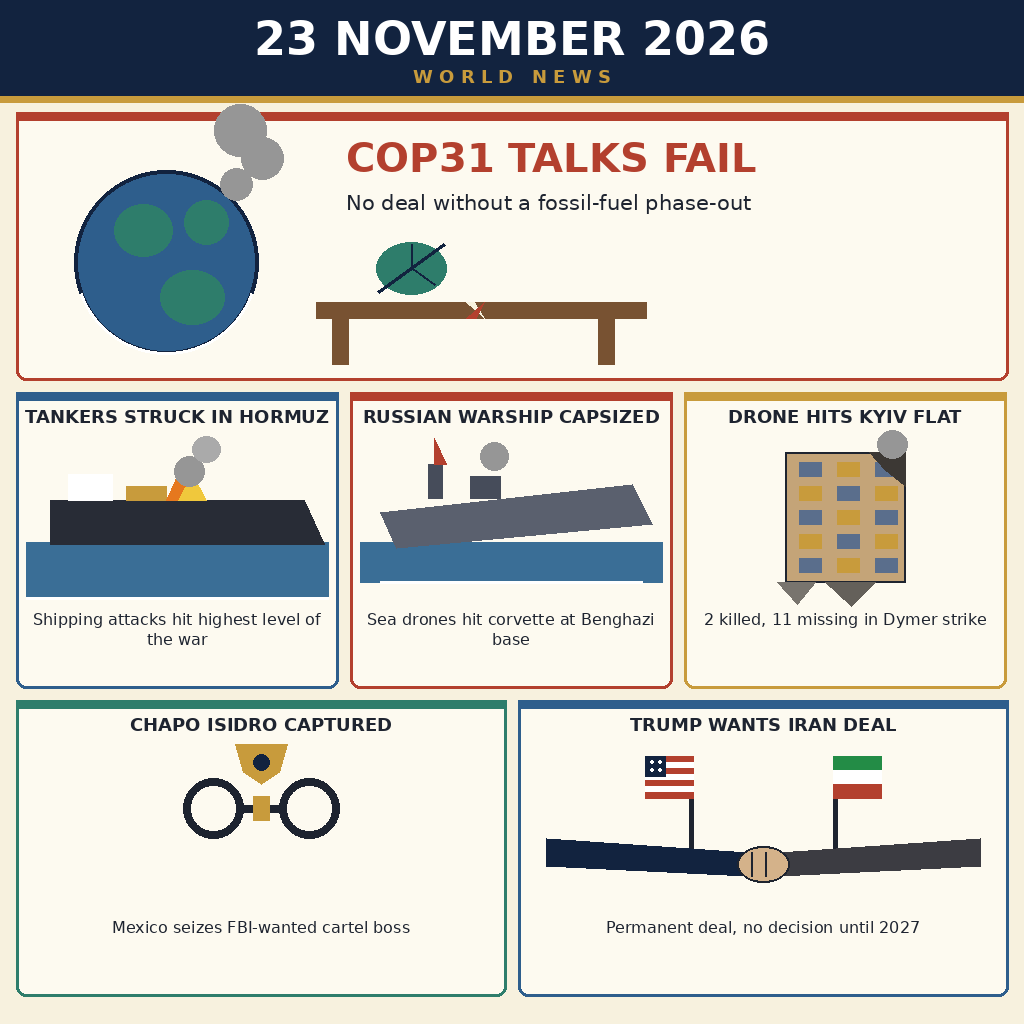 23 NOVEMBER 2026
WORLD NEWS
COP31 TALKS FAIL
No deal without a fossil-fuel phase-out
TANKERS STRUCK IN HORMUZ
Shipping attacks hit highest level of
the war
RUSSIAN WARSHIP CAPSIZED
Sea drones hit corvette at Benghazi
base
DRONE HITS KYIV FLAT
2 killed, 11 missing in Dymer strike
CHAPO ISIDRO CAPTURED
Mexico seizes FBI-wanted cartel boss
TRUMP WANTS IRAN DEAL
Permanent deal, no decision until 2027